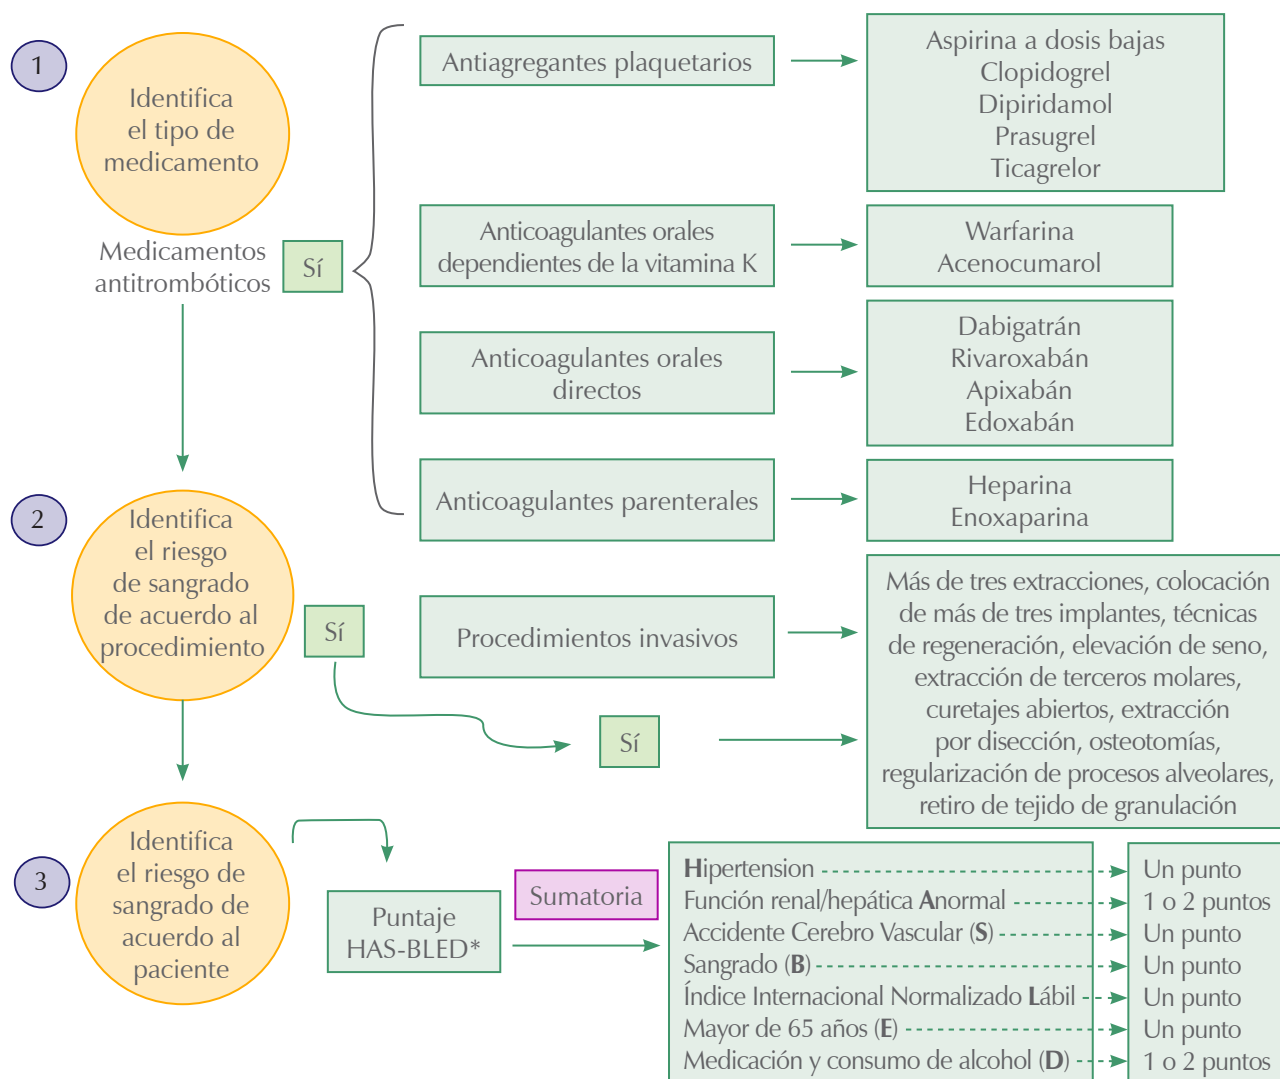 1
Identifica
el tipo de
medicamento
Medicamentos
antitrombóticos
Sí
Antiagregantes plaquetarios
Aspirina a dosis bajas
Clopidogrel
Dipiridamol
Prasugrel
Ticagrelor
Anticoagulantes orales
dependientes de la vitamina K
Warfarina
Acenocumarol
Anticoagulantes orales
directos
Dabigatrán
Rivaroxabán
Apixabán
Edoxabán
Anticoagulantes parenterales
Heparina
Enoxaparina
2
Identifica
el riesgo
de sangrado
de acuerdo al
procedimiento
Sí
Procedimientos invasivos
Sí
Más de tres extracciones, colocación
de más de tres implantes, técnicas
de regeneración, elevación de seno,
extracción de terceros molares,
curetajes abiertos, extracción
por disección, osteotomías,
regularización de procesos alveolares,
retiro de tejido de granulación
3
Identifica
el riesgo de
sangrado de
acuerdo al
paciente
Puntaje
HAS-BLED*
Sumatoria
Hipertension Un punto
Función renal/hepática Anormal 1 o 2 puntos
Accidente Cerebro Vascular (S) Un punto
Sangrado (B) Un punto
Índice Internacional Normalizado Lábil Un punto
Mayor de 65 años (E) Un punto
Medicación y consumo de alcohol (D) 1 o 2 puntos